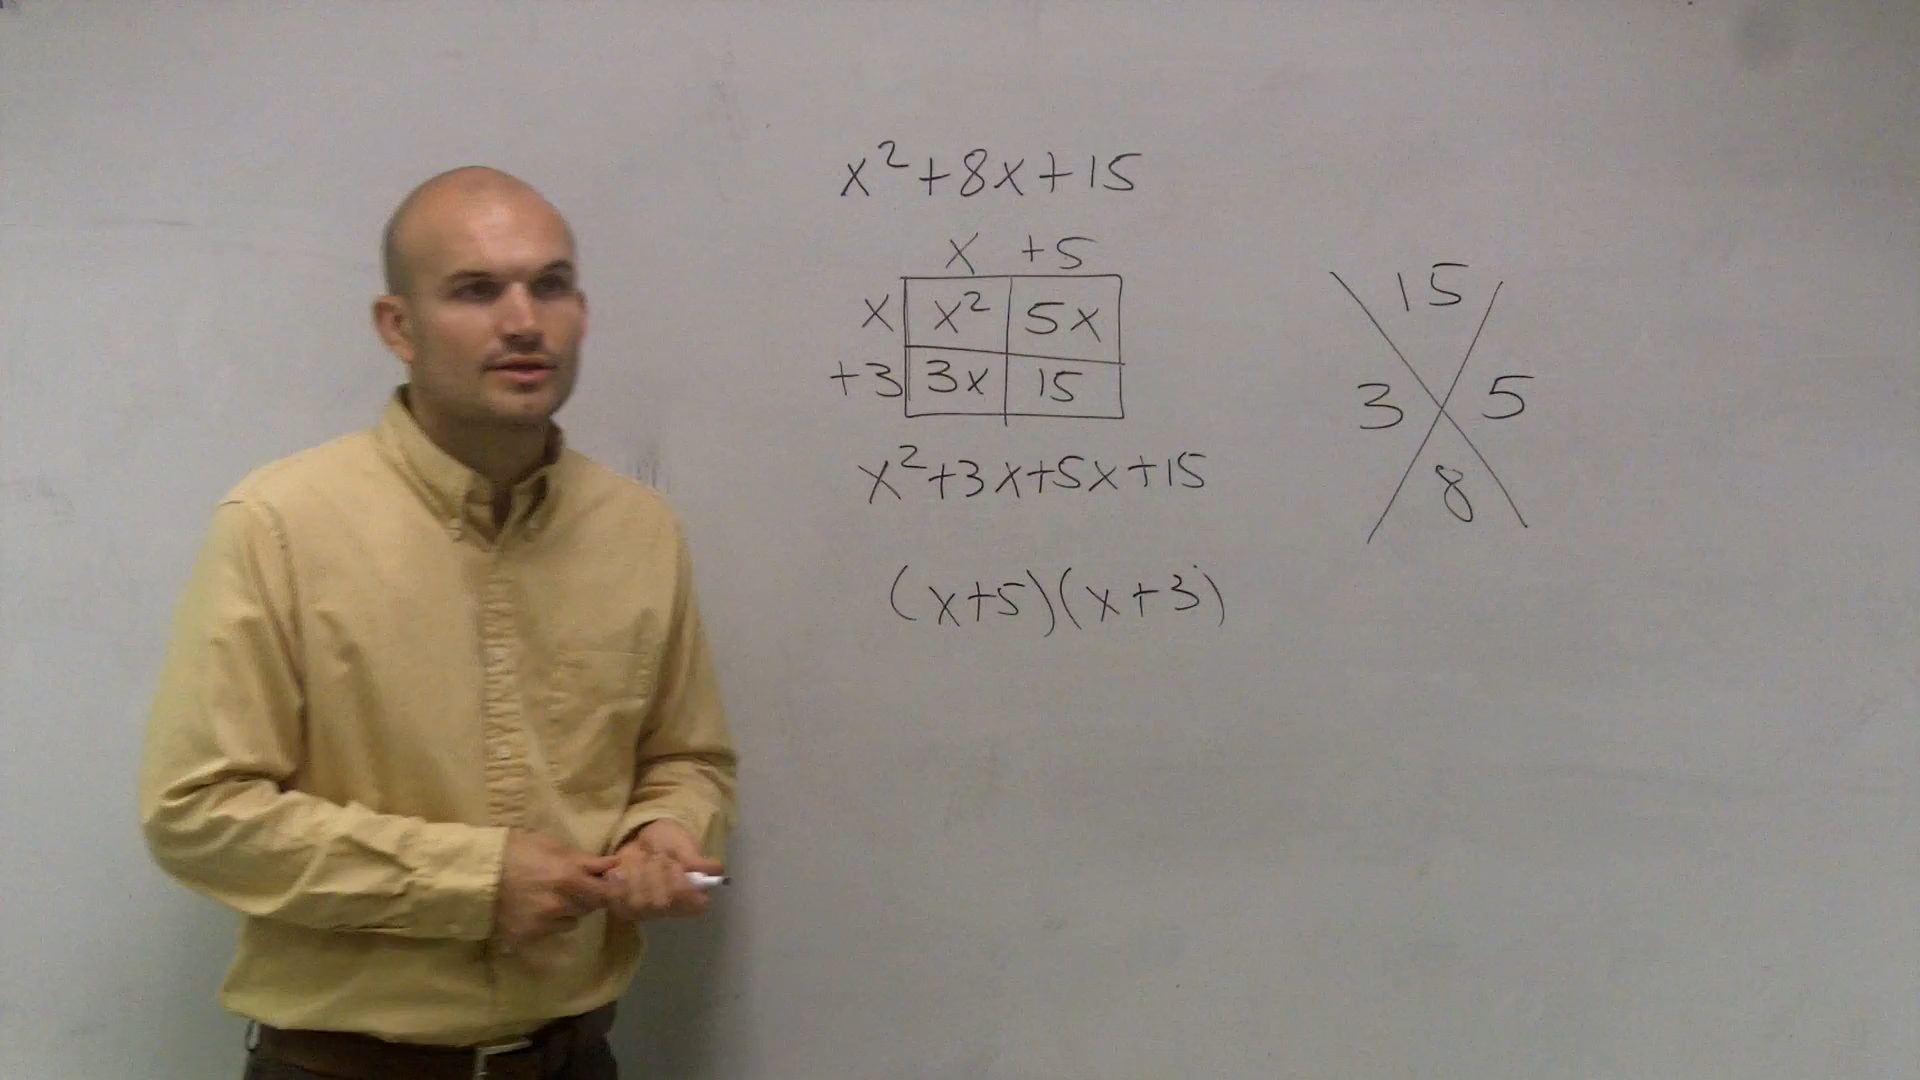 x²+8x+15
x +5
x x² 5x
+3 3x 15
x²+3x+5x+15
(x+5)(x+3)
15
3 5
8